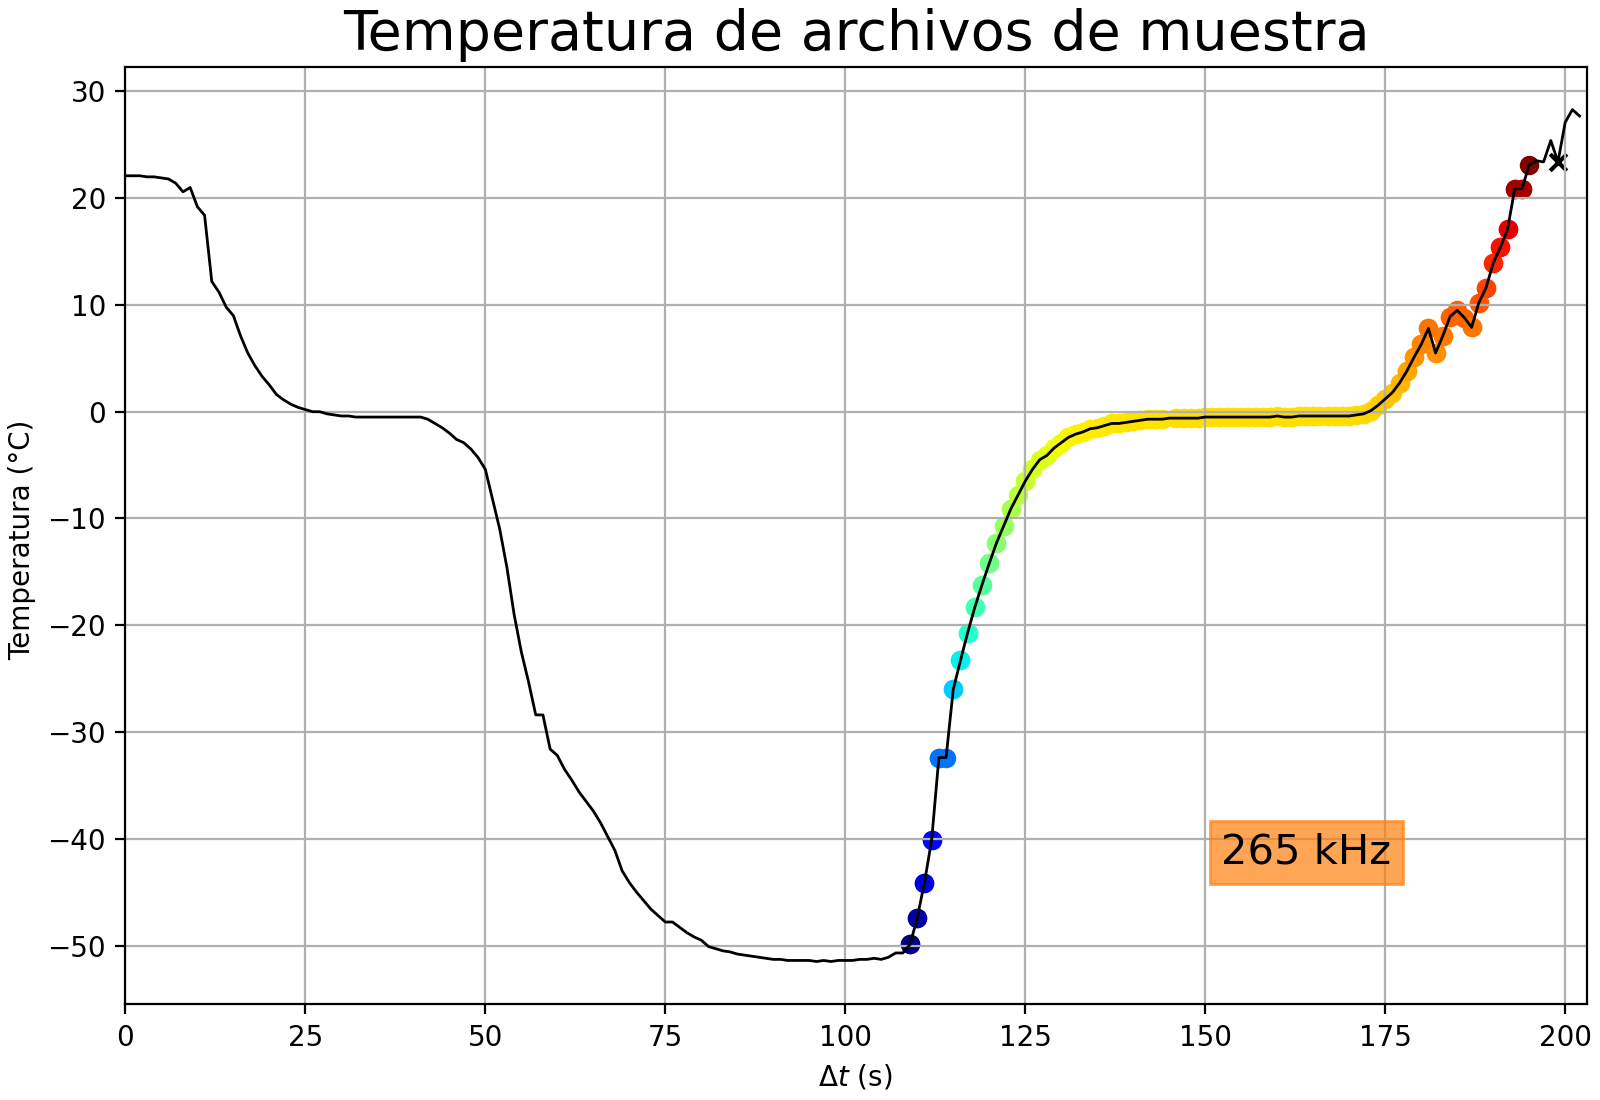 Temperatura de archivos de muestra
30
20
10
0
−10
−20
−30
−40
−50
Temperatura (°C)
265 kHz
0 25 50 75 100 125 150 175 200
Δt (s)